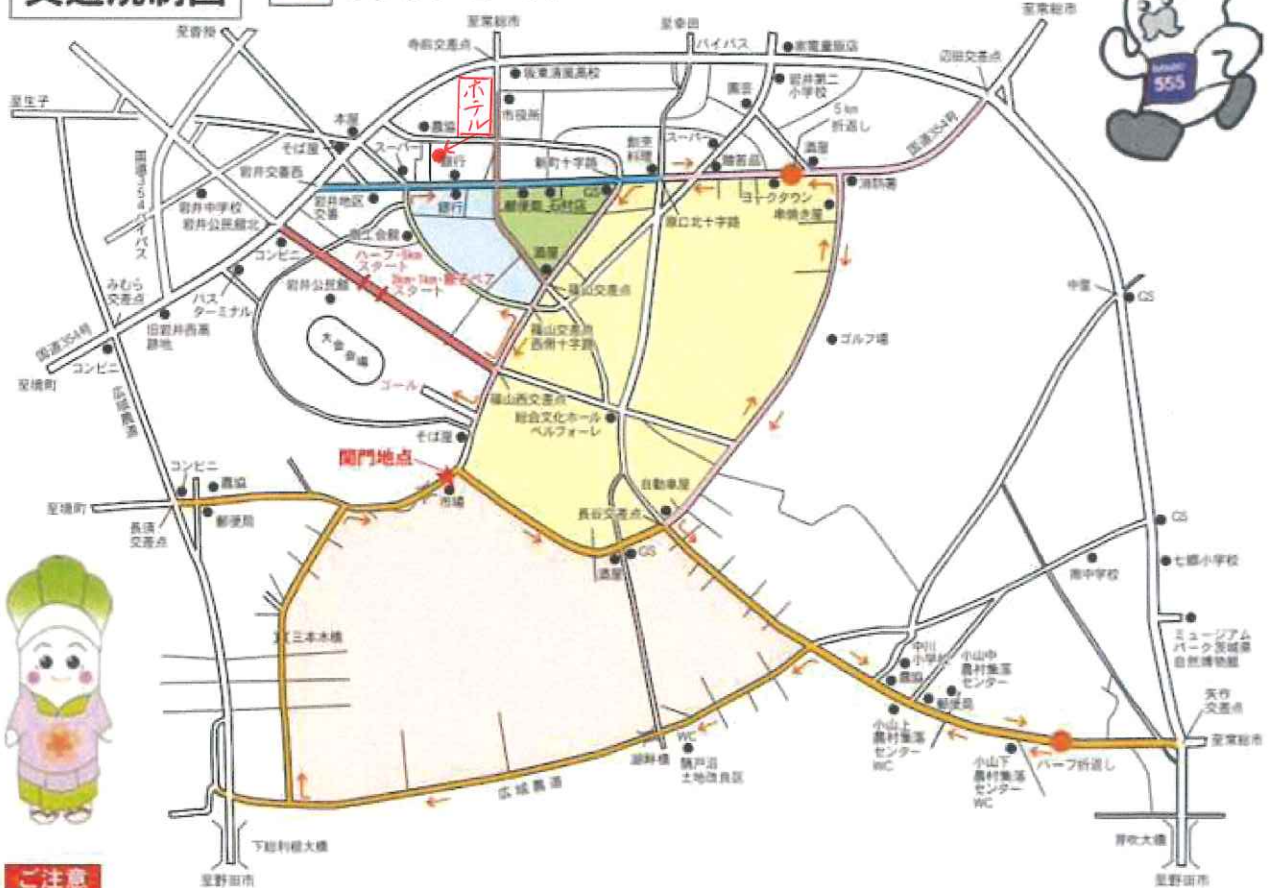 至常総市
至幸田
至常総市
至沓掛
寺前交差点
バイパス
家電量販店
辺田交差点
555
坂東清風高校
岩井第二
小学校
ホテル
至生子
市役所
園芸
5km
折返し
国道354号
本屋
農協
そば屋
スーパー
新町十字路
創菜
料理
スーパー
贈答品
酒屋
消防署
国道354バイパス
岩井交番西
銀行
GS
ヨークタウン
串焼き屋
岩井中学校
岩井地区
交番
銀行
郵便局
石材店
原口北十字路
岩井公民館北
商工会館
コンビニ
ハーフ・5km
スタート
酒屋
2km・1km・親子ペア
スタート
岩井公民館
篠山交差点
中里
GS
みむら
交差点
バス
ターミナル
旧岩井西高
跡地
大会会場
篠山交差点
西側十字路
ゴルフ場
国道354号
コンビニ
至境町
ゴール
篠山西交差点
広域農道
総合文化ホール
ベルフォーレ
そば屋
関門地点
コンビニ
農協
自動車屋
至境町
市場
長須
交差点
郵便局
長谷交差点
GS
GS
酒屋
南中学校
七郷小学校
三本木橋
ミュージアム
パーク茨城県
自然博物館
中川
小学校
小山中
農村集落
センター
農協
郵便局
矢作
交差点
WC
小山上
農村集落
センター
WC
至常総市
湖畔橋
鵠戸沼
土地改良区
小山下
農村集落
センター
WC
ハーフ折返し
広域農道
下総利根大橋
芽吹大橋
ご注意
至野田市
至野田市